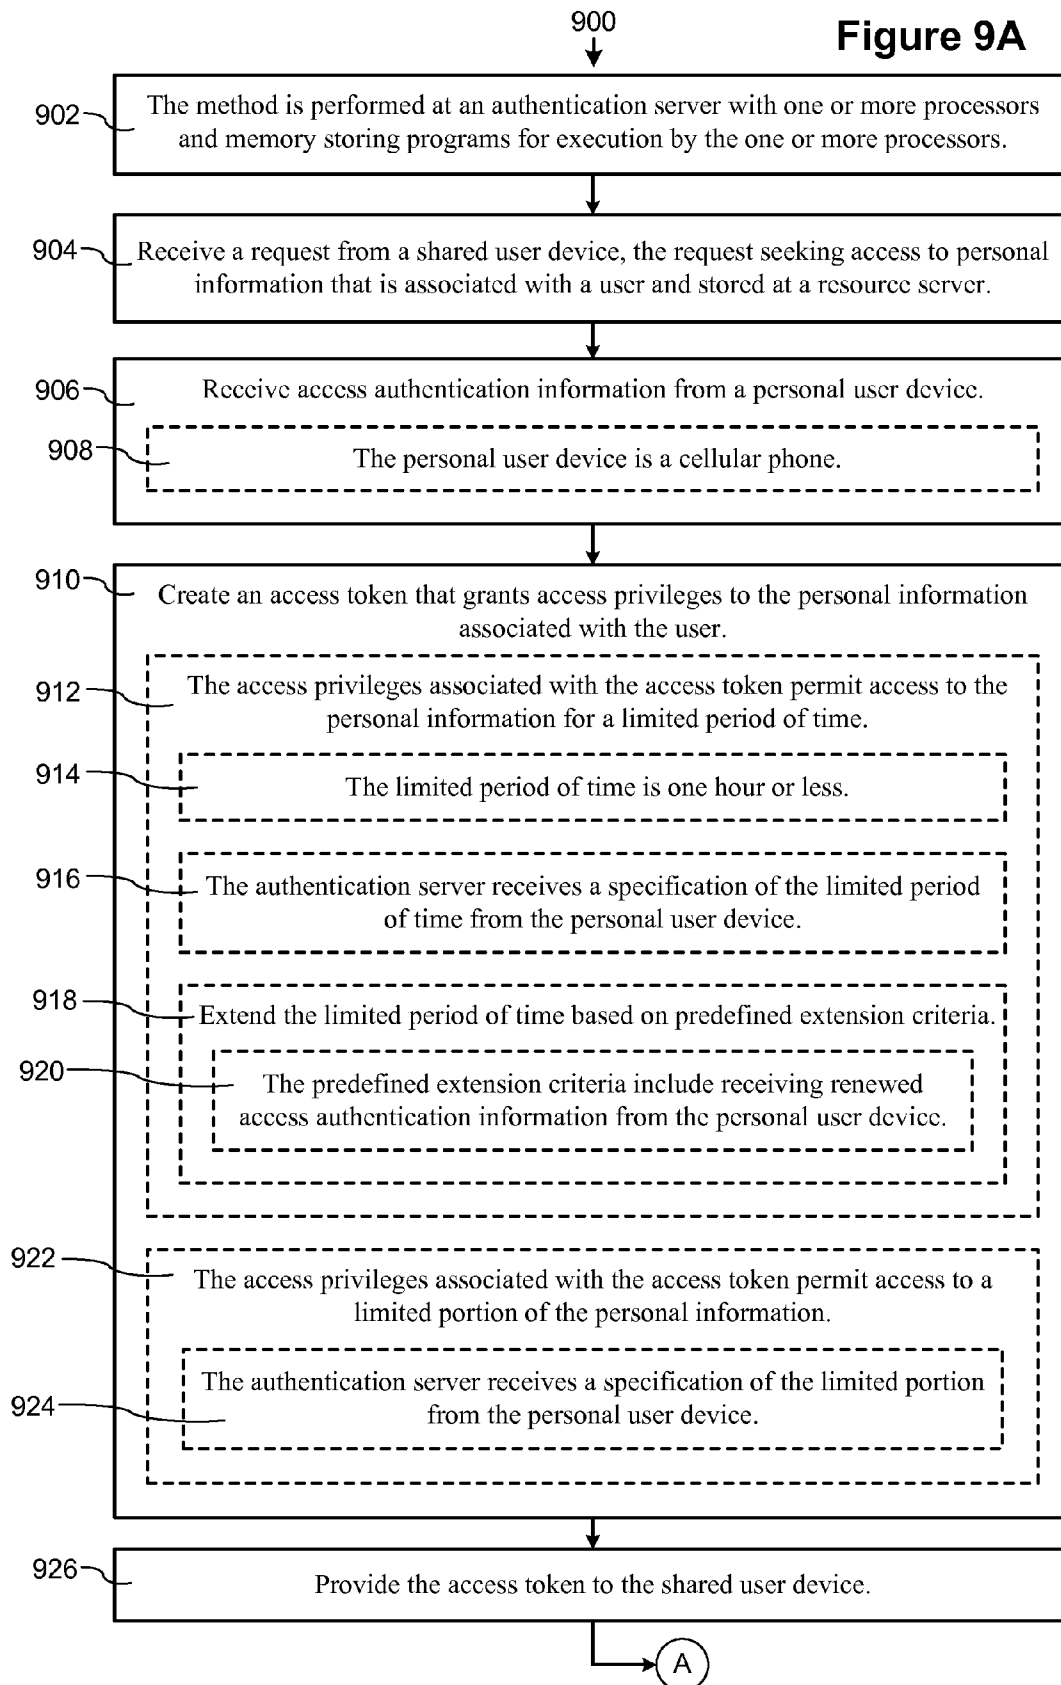 900
Figure 9A
902
The method is performed at an authentication server with one or more processors
and memory storing programs for execution by the one or more processors.
904
Receive a request from a shared user device, the request seeking access to personal
information that is associated with a user and stored at a resource server.
906
Receive access authentication information from a personal user device.
908
The personal user device is a cellular phone.
910
Create an access token that grants access privileges to the personal information
associated with the user.
912
The access privileges associated with the access token permit access to the
personal information for a limited period of time.
914
The limited period of time is one hour or less.
916
The authentication server receives a specification of the limited period
of time from the personal user device.
918
Extend the limited period of time based on predefined extension criteria.
920
The predefined extension criteria include receiving renewed
access authentication information from the personal user device.
922
The access privileges associated with the access token permit access to a
limited portion of the personal information.
924
The authentication server receives a specification of the limited portion
from the personal user device.
926
Provide the access token to the shared user device.
A